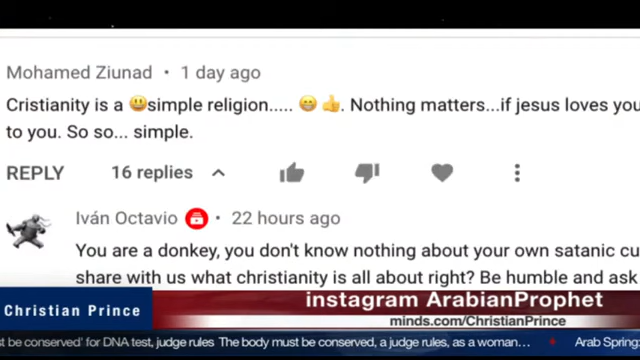 Mohamed Ziunad • 1 day ago
Cristianity is a 😃simple religion..... 😁 👍. Nothing matters...if jesus loves you
to you. So so... simple.
REPLY 16 replies
Iván Octavio • 22 hours ago
You are a donkey, you don't know nothing about your own satanic cu
share with us what christianity is all about right? Be humble and ask
Christian Prince
instagram ArabianProphet
minds.com/ChristianPrince
t be conserved' for DNA test, judge rules The body must be conserved, a judge rules, as a woman… Arab Spring: